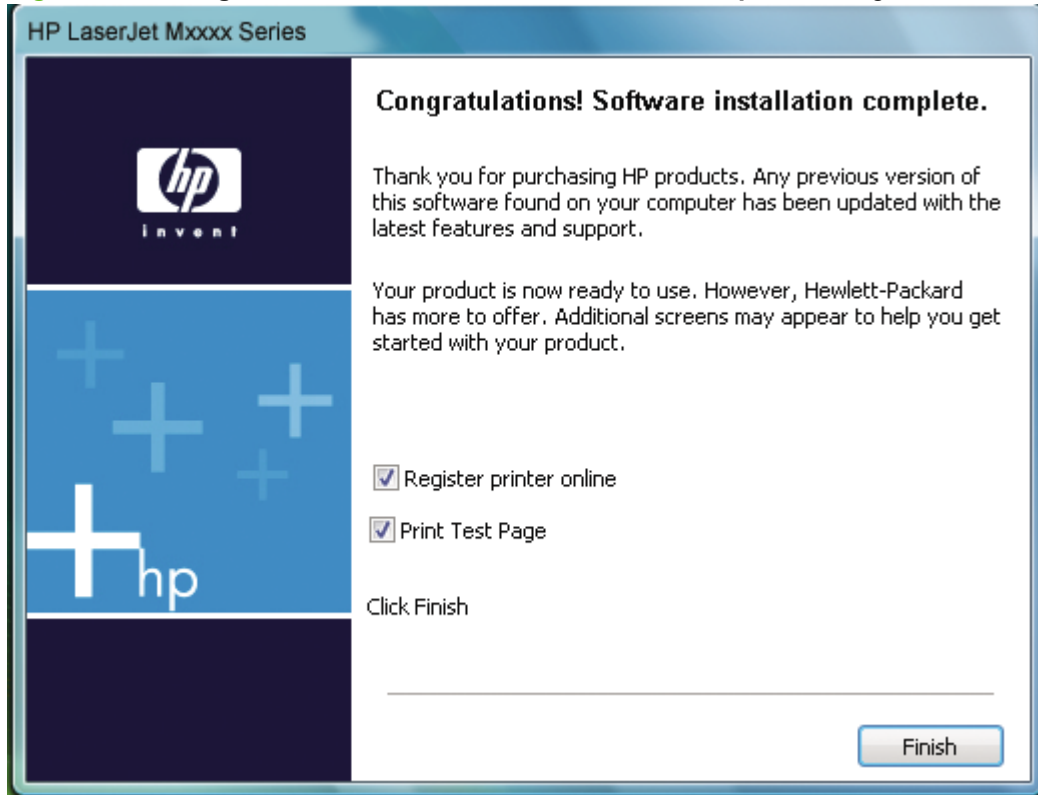 HP LaserJet Mxxxx Series
hp
invent
hp
Congratulations! Software installation complete.
Thank you for purchasing HP products. Any previous version of
this software found on your computer has been updated with the
latest features and support.
Your product is now ready to use. However, Hewlett-Packard
has more to offer. Additional screens may appear to help you get
started with your product.
Register printer online
Print Test Page
Click Finish
Finish